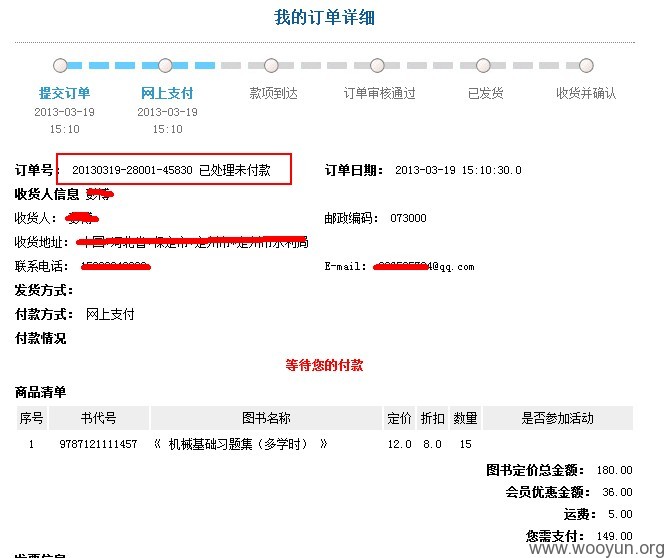 我的订单详细
提交订单 网上支付 款项到达 订单审核通过 已发货 收货并确认
2013-03-19 2013-03-19
15:10 15:10
订单号: 20130319-28001-45830 已处理未付款 订单日期: 2013-03-19 15:10:30.0
收货人信息
收货人: 邮政编码: 073000
收货地址:
联系电话: E-mail: @qq.com
发货方式:
付款方式: 网上支付
付款情况
等待您的付款
商品清单
序号 书代号 图书名称 定价 折扣 数量 是否参加活动
1 9787121111457 《 机械基础习题集(多学时) 》 12.0 8.0 15
图书定价总金额: 180.00
会员优惠金额: 36.00
运费: 5.00
您需支付: 149.00
www.wooyun.org